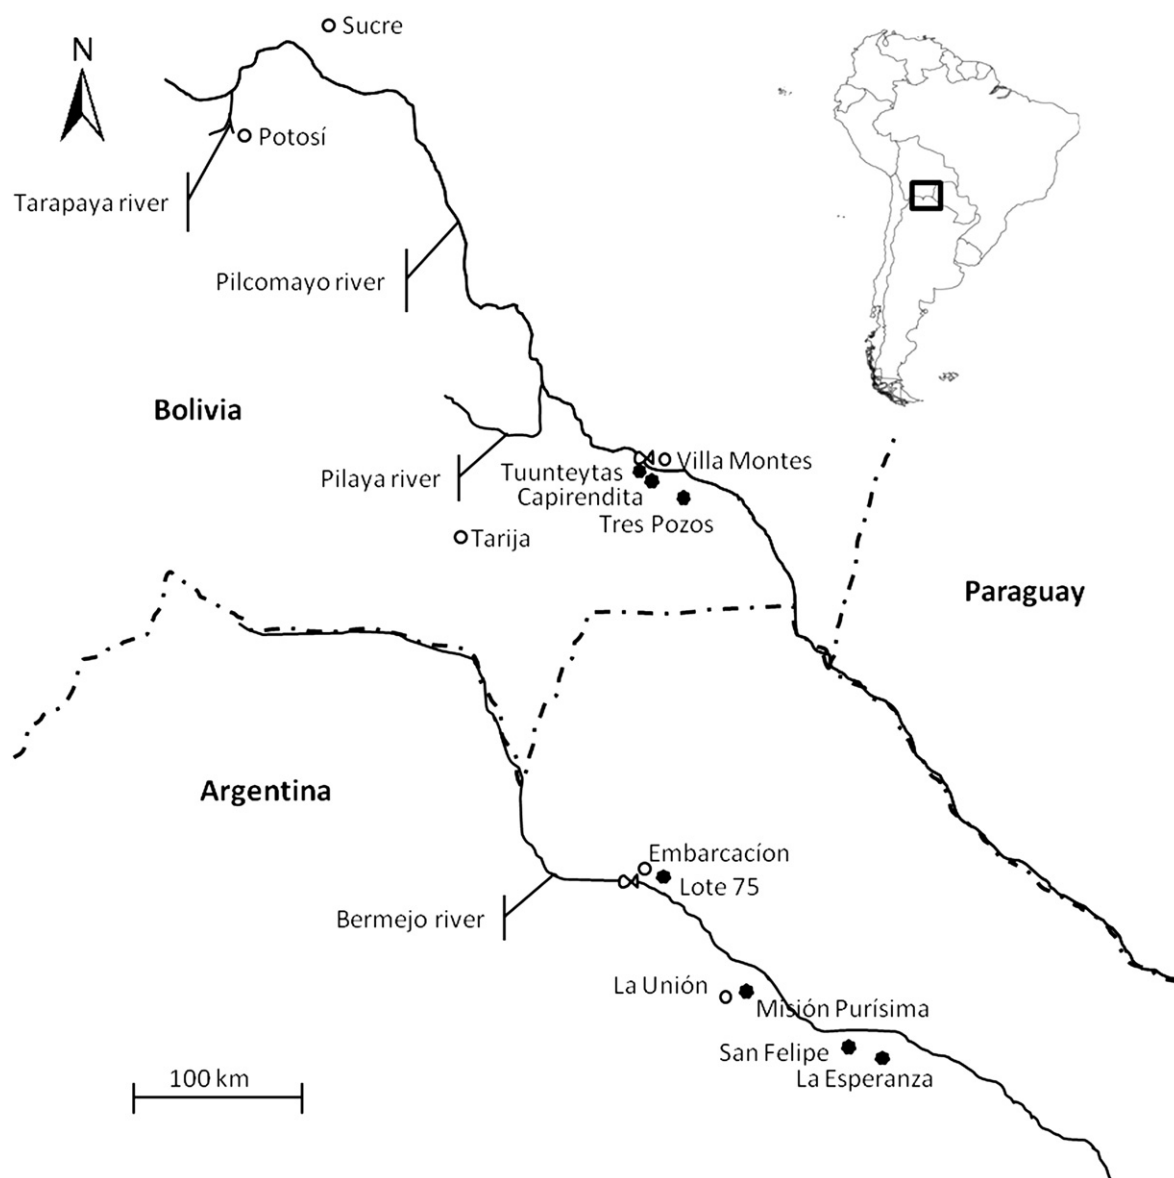 Sucre
N
Potosí
Tarapaya river
Pilcomayo river
Bolivia
Villa Montes
Tuunteytas
Pilaya river
Capirendita
Tres Pozos
Tarija
Paraguay
Argentina
Embarcacíon
Lote 75
Bermejo river
La Unión
Misión Purísima
San Felipe
La Esperanza
100 km